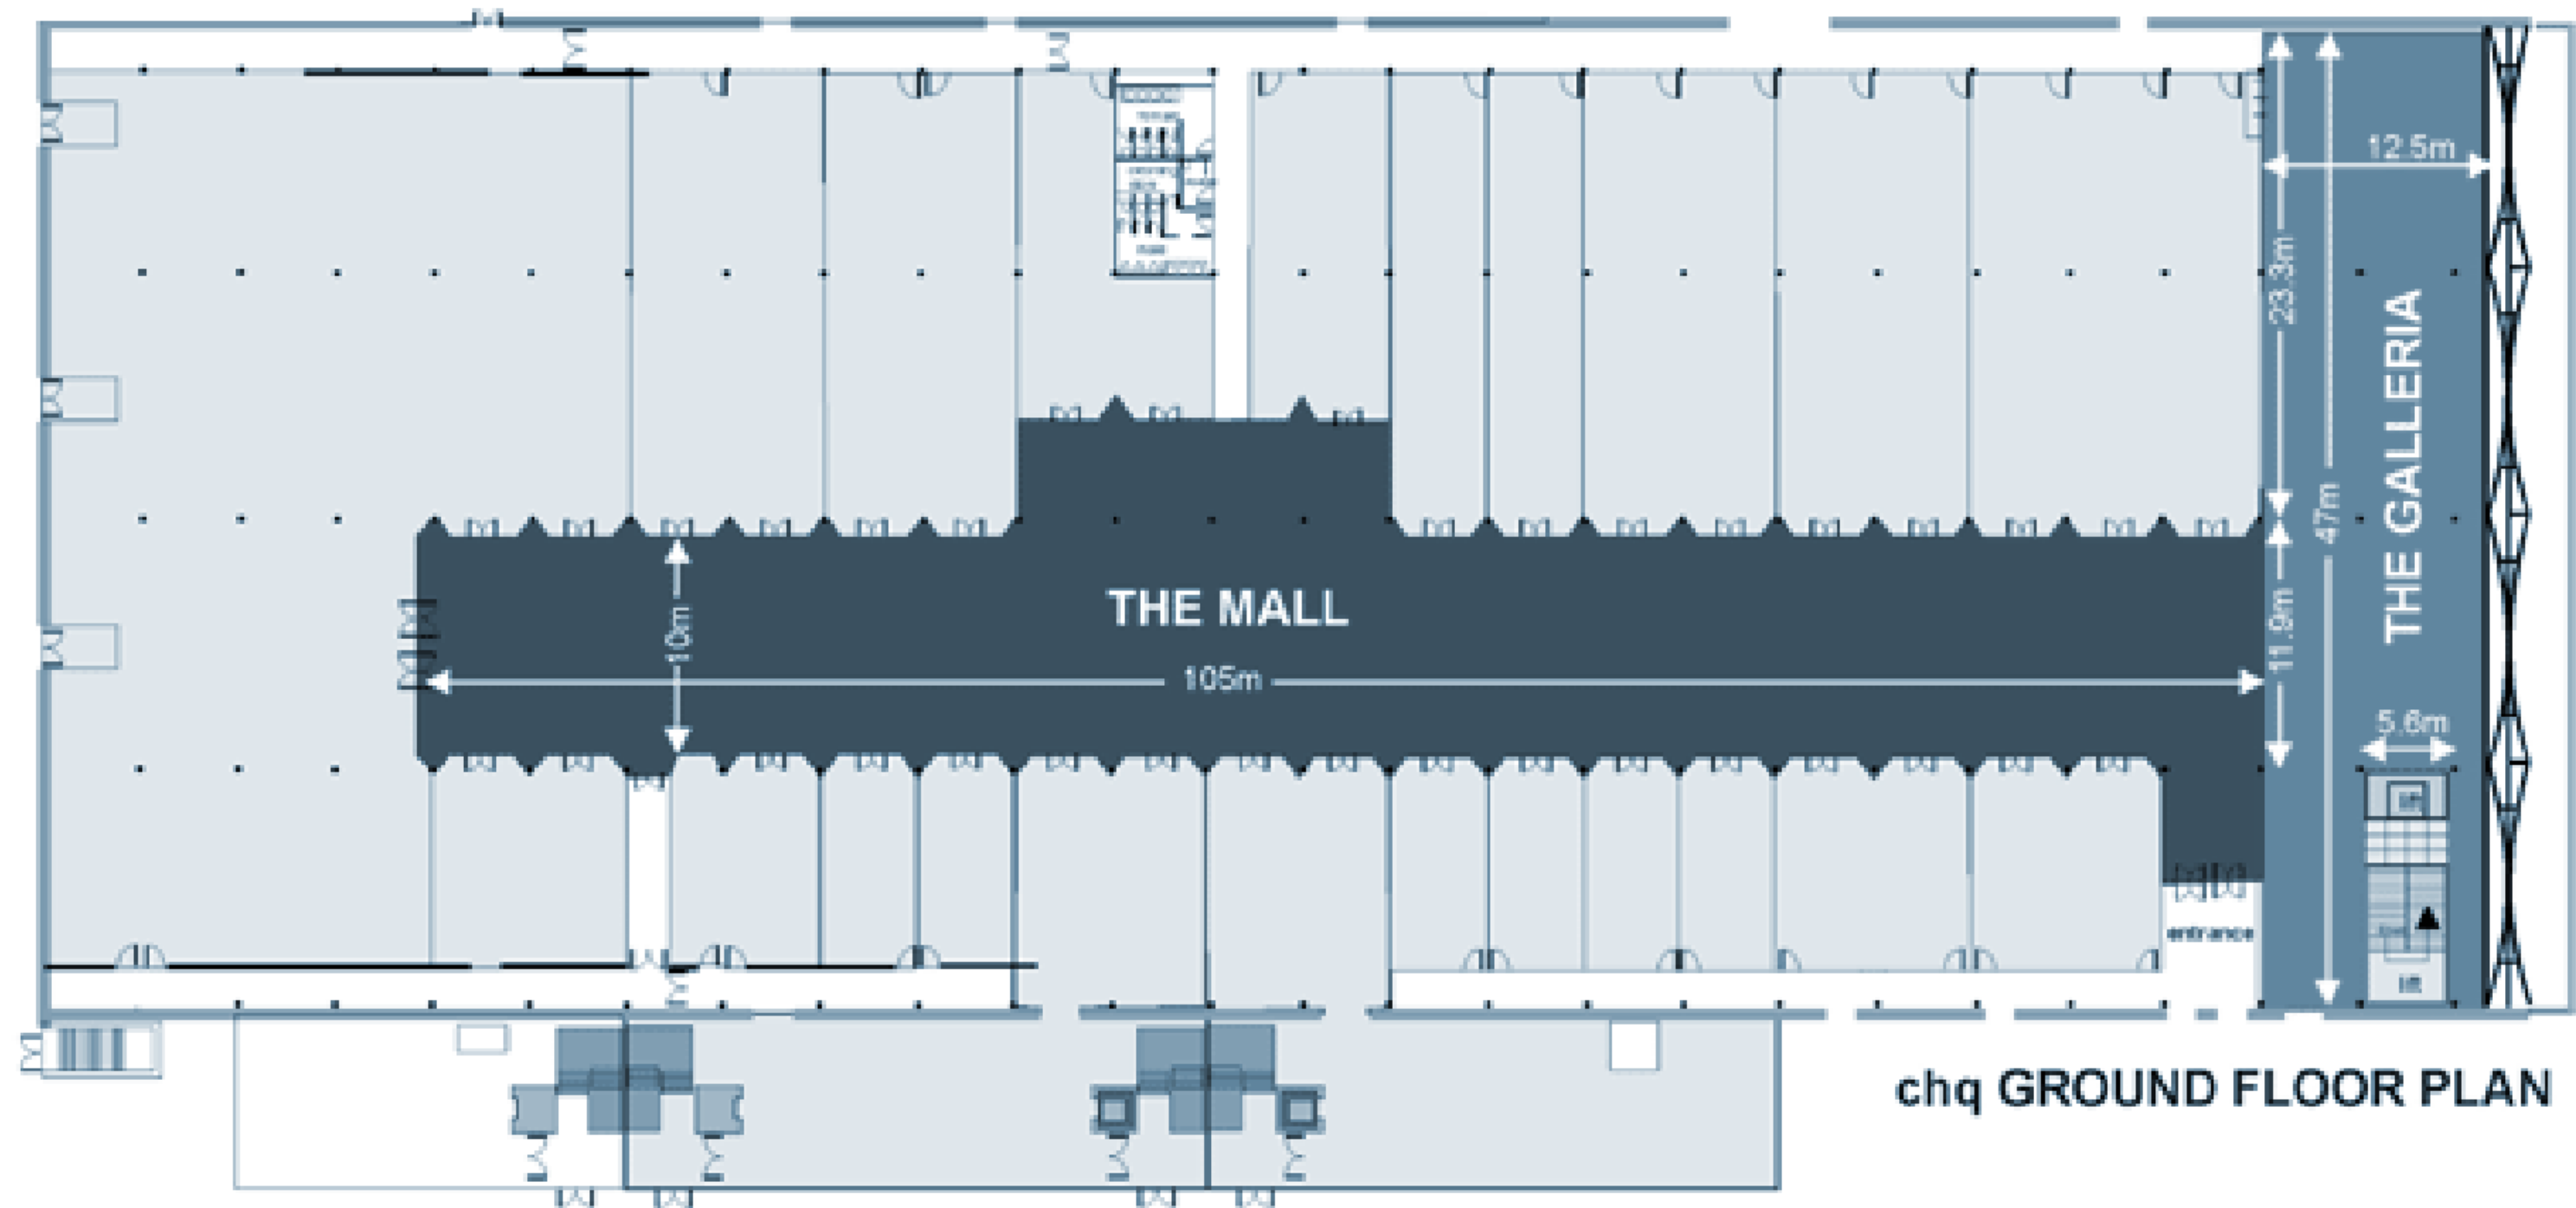 12.5m
23.3m
THE GALLERIA
47m
THE MALL
10m
11.9m
105m
5.6m
lift
entrance
lift
chq GROUND FLOOR PLAN